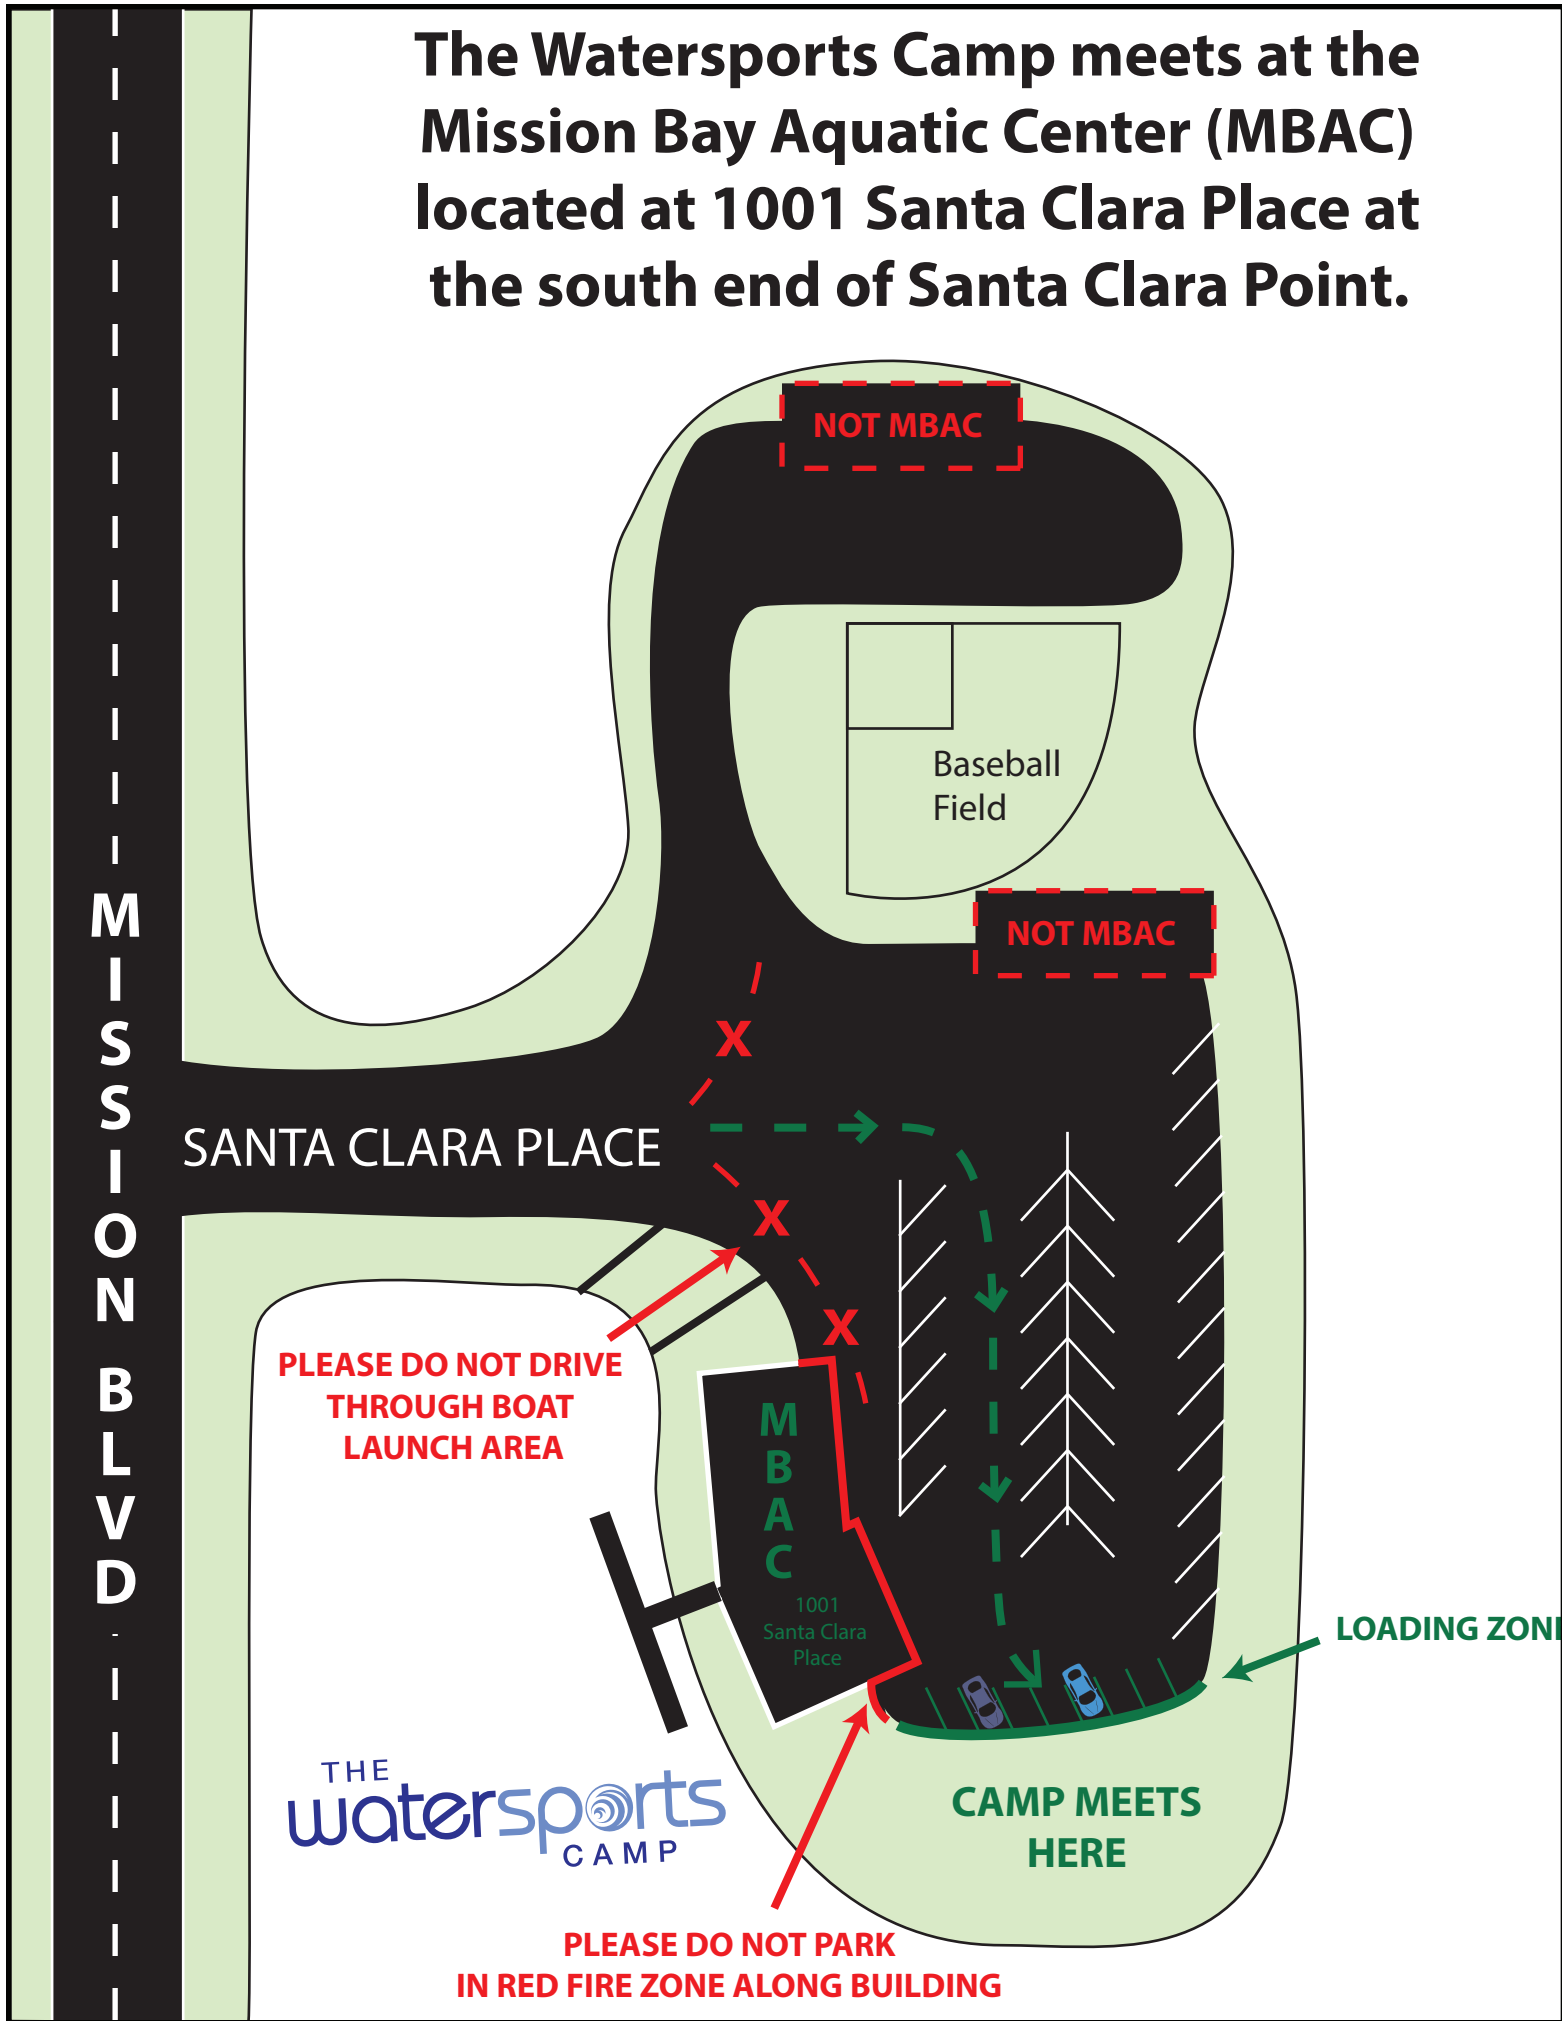 The Watersports Camp meets at the
Mission Bay Aquatic Center (MBAC)
located at 1001 Santa Clara Place at
the south end of Santa Clara Point.
NOT MBAC
Baseball
Field
NOT MBAC
MISSION BLVD
X
SANTA CLARA PLACE
X
X
PLEASE DO NOT DRIVE
THROUGH BOAT
LAUNCH AREA
MBAC
1001
Santa Clara
Place
LOADING ZON
THE
watersports
CAMP
CAMP MEETS
HERE
PLEASE DO NOT PARK
IN RED FIRE ZONE ALONG BUILDING